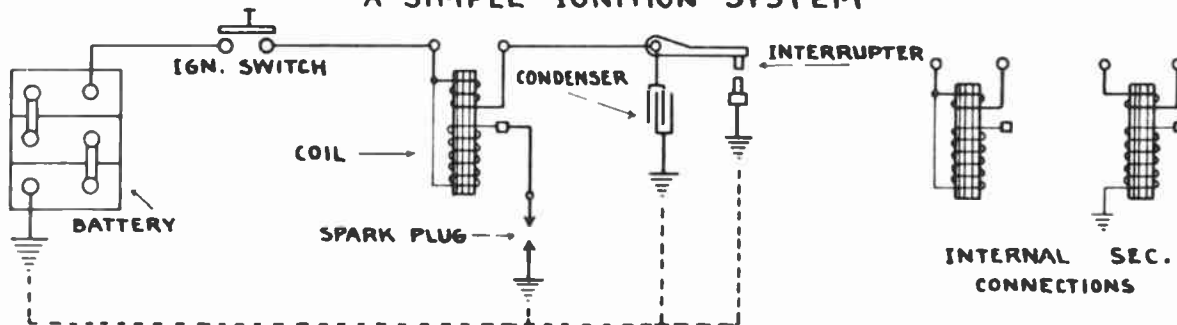 A SIMPLE IGNITION SYSTEM
IGN. SWITCH
INTERRUPTER
CONDENSER
COIL
BATTERY
SPARK PLUG
INTERNAL SEC.
CONNECTIONS